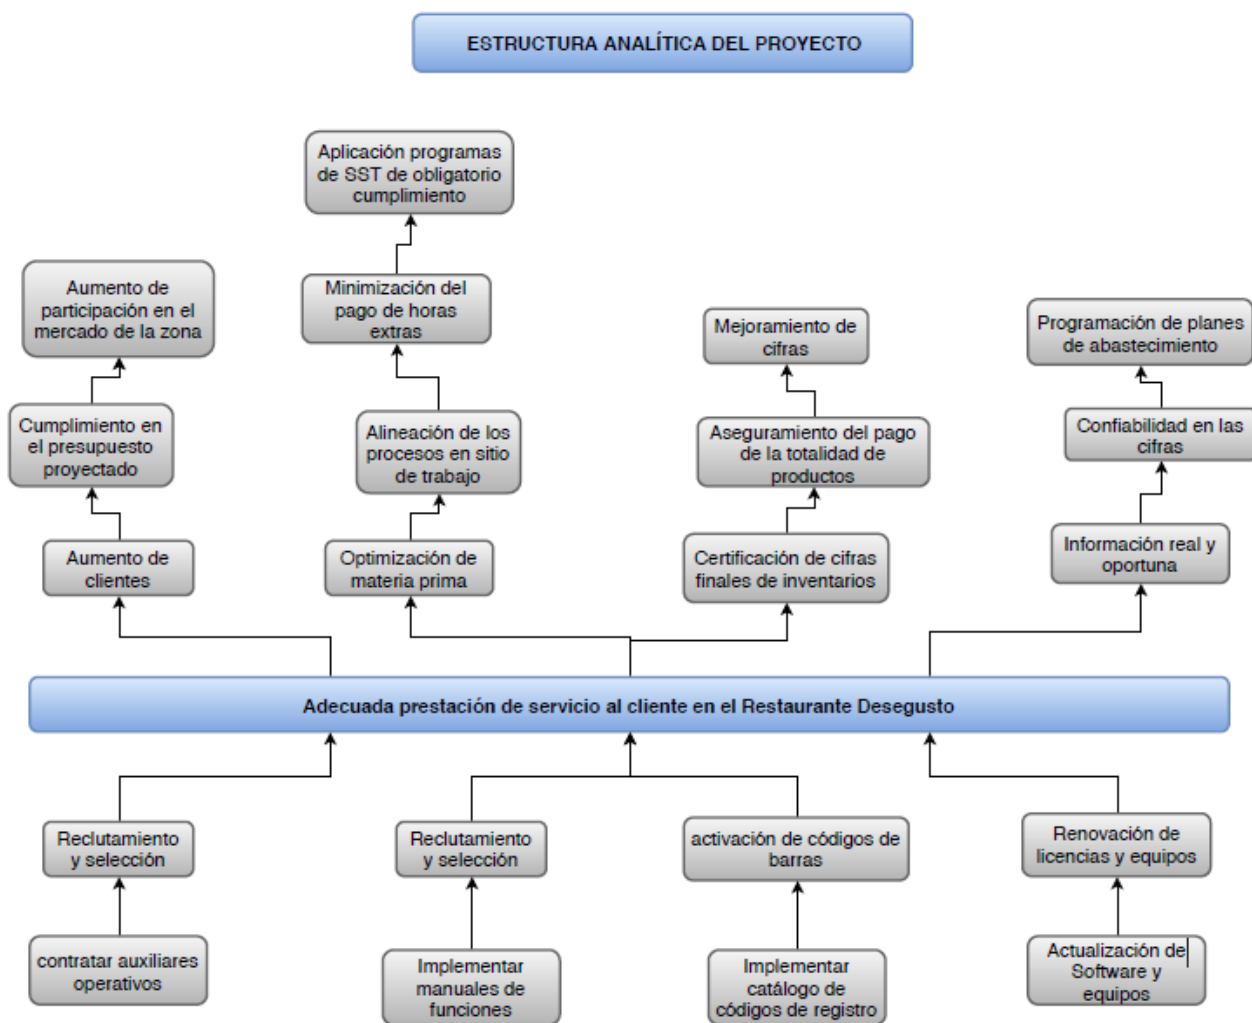 ESTRUCTURA ANALÍTICA DEL PROYECTO
Aplicación programas
de SST de obligatorio
cumplimiento
Aumento de
participación en el
mercado de la zona
Minimización del
pago de horas
extras
Mejoramiento de
cifras
Programación de planes
de abastecimiento
Cumplimiento en
el presupuesto
proyectado
Alineación de los
procesos en sitio
de trabajo
Aseguramiento del pago
de la totalidad de
productos
Confiabilidad en las
cifras
Aumento de
clientes
Optimización de
materia prima
Certificación de cifras
finales de inventarios
Información real y
oportuna
Adecuada prestación de servicio al cliente en el Restaurante Desegusto
Reclutamiento
y selección
Reclutamiento
y selección
activación de códigos de
barras
Renovación de
licencias y equipos
contratar auxiliares
operativos
Implementar
manuales de
funciones
Implementar
catálogo de
códigos de registro
Actualización de
Software y
equipos